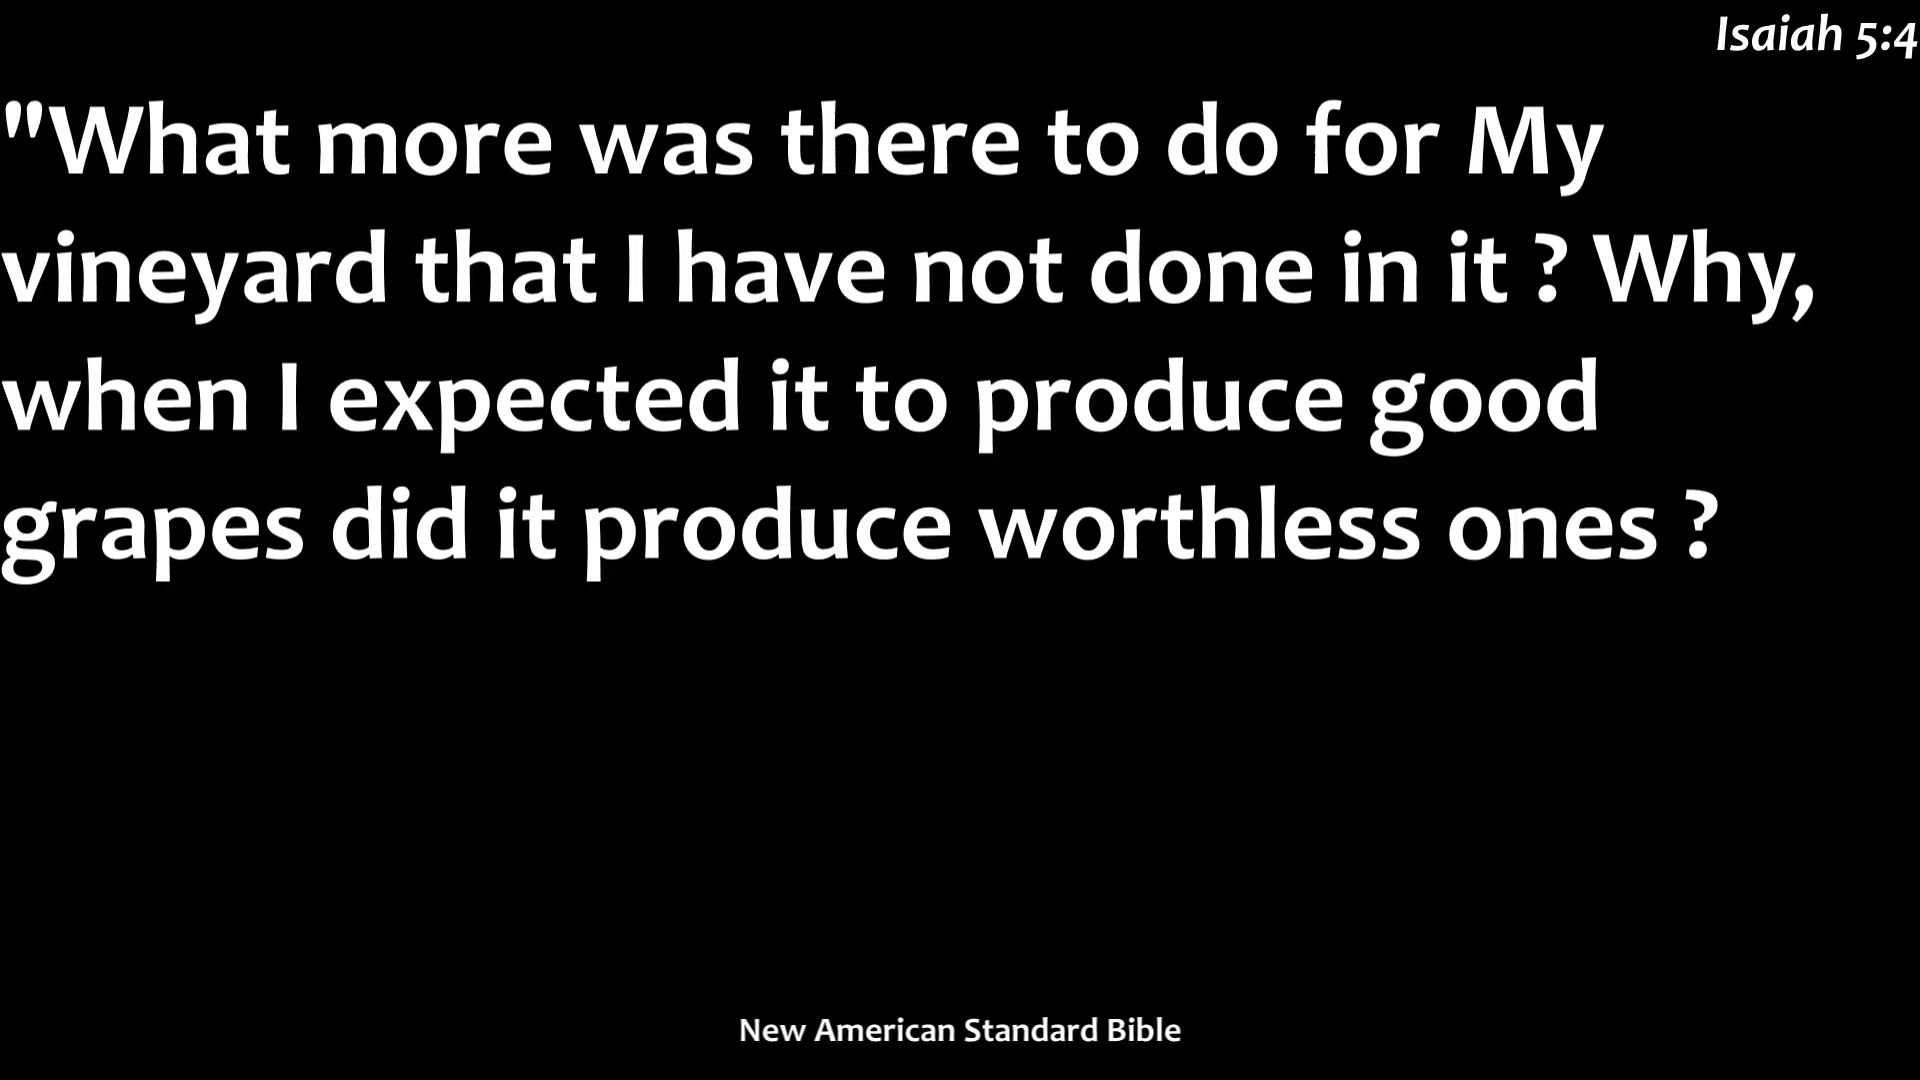 Isaiah 5:4
"What more was there to do for My
vineyard that I have not done in it ? Why,
when I expected it to produce good
grapes did it produce worthless ones ?
New American Standard Bible